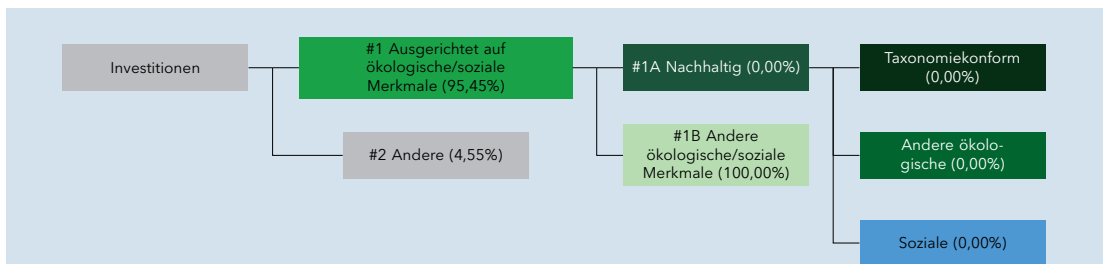 Investitionen
#1 Ausgerichtet auf
ökologische/soziale
Merkmale (95,45%)
#2 Andere (4,55%)
#1A Nachhaltig (0,00%)
#1B Andere
ökologische/soziale
Merkmale (100,00%)
Taxonomiekonform
(0,00%)
Andere ökolo-
gische (0,00%)
Soziale (0,00%)